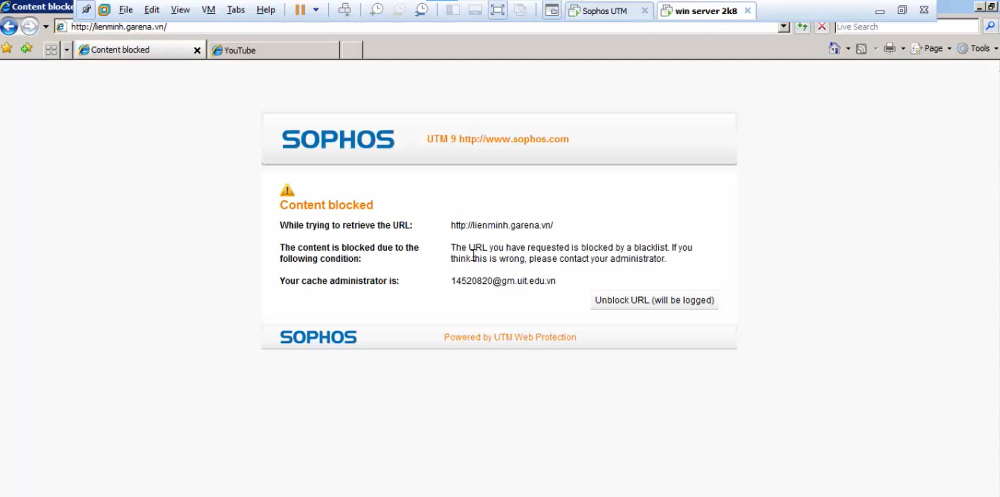 Content blocke
File Edit View VM Tabs Help
Sophos UTM
win server 2k8
http://lienminh.garena.vn/
Live Search
Content blocked
YouTube
Page
Tools
SOPHOS
UTM 9 http://www.sophos.com
Content blocked
While trying to retrieve the URL: http://lienminh.garena.vn/
The content is blocked due to the The URL you have requested is blocked by a blacklist. If you
following condition: think this is wrong, please contact your administrator.
Your cache administrator is: 14520820@gm.uit.edu.vn
Unblock URL (will be logged)
SOPHOS
Powered by UTM Web Protection